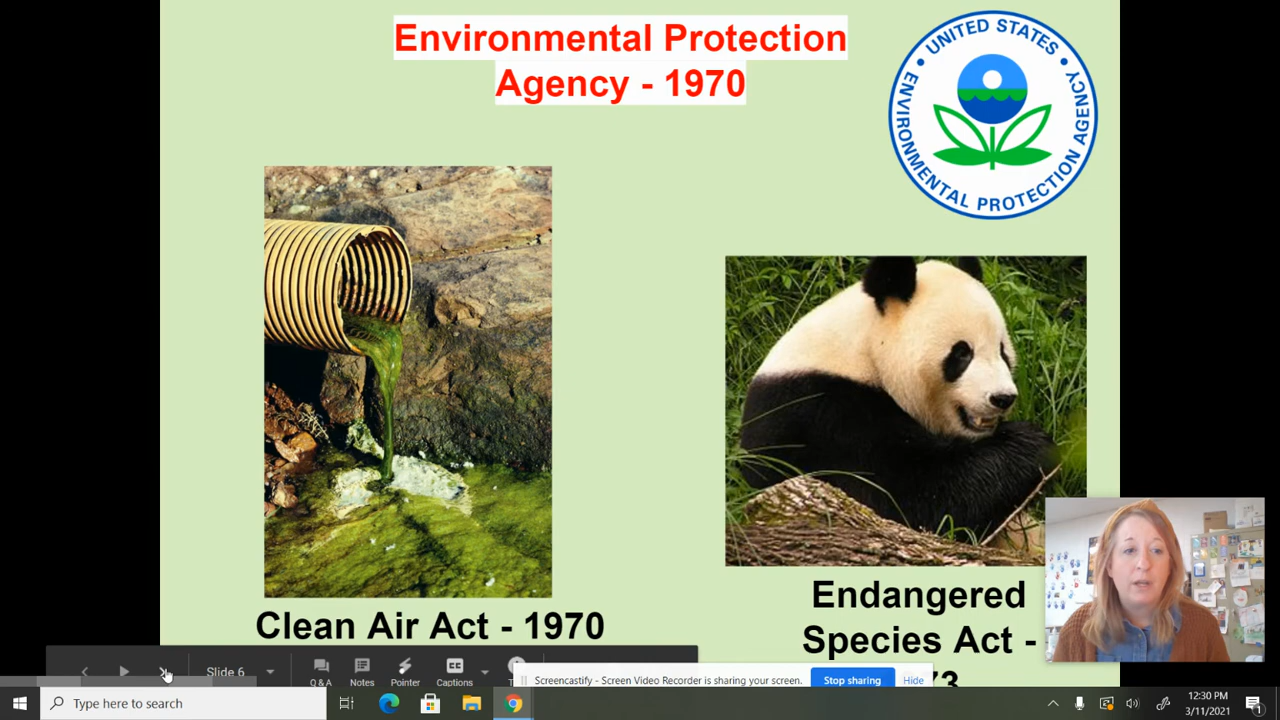 Environmental Protection
Agency - 1970
UNITED STATES
ENVIRONMENTAL PROTECTION AGENCY
Clean Air Act - 1970
Endangered
Species Act -
73
Slide 6
Q & A
Notes
Pointer
Captions
Screencastify - Screen Video Recorder is sharing your screen.
Stop sharing
Hide
Type here to search
12:30 PM
3/11/2021
1